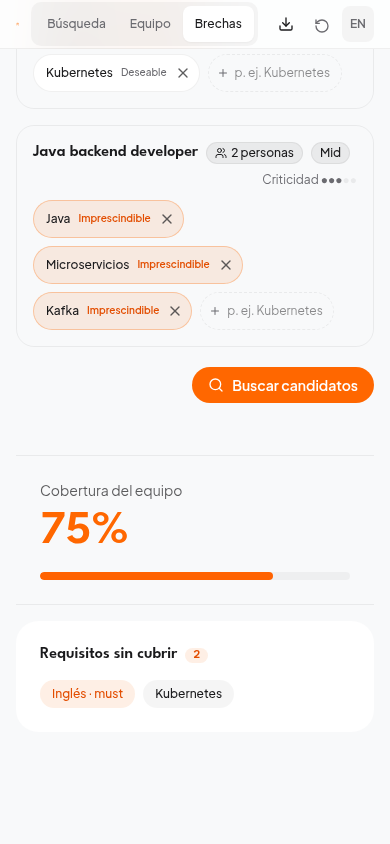 Búsqueda Equipo Brechas EN
Kubernetes Deseable p. ej. Kubernetes
Java backend developer 2 personas Mid
Criticidad
Java Imprescindible
Microservicios Imprescindible
Kafka Imprescindible p. ej. Kubernetes
Buscar candidatos
Cobertura del equipo
75%
Requisitos sin cubrir 2
Inglés · must Kubernetes